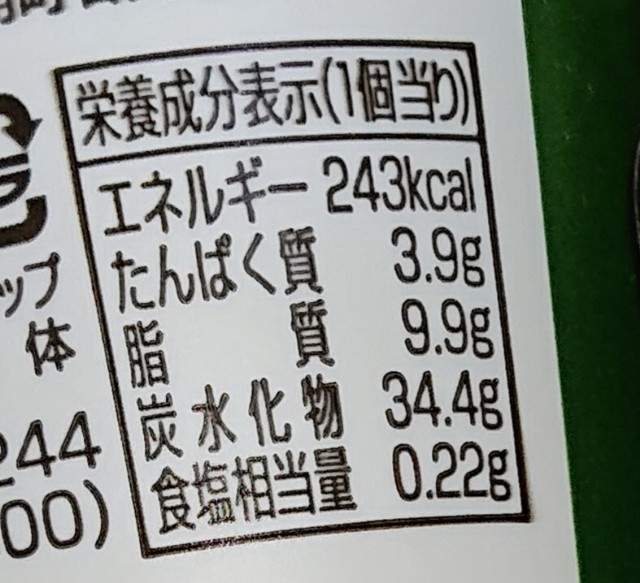 栄養成分表示(1個当り)
エネルギー 243kcal
たんぱく質 3.9g
脂質 9.9g
炭水化物 34.4g
食塩相当量 0.22g
ップ
体
244
00)